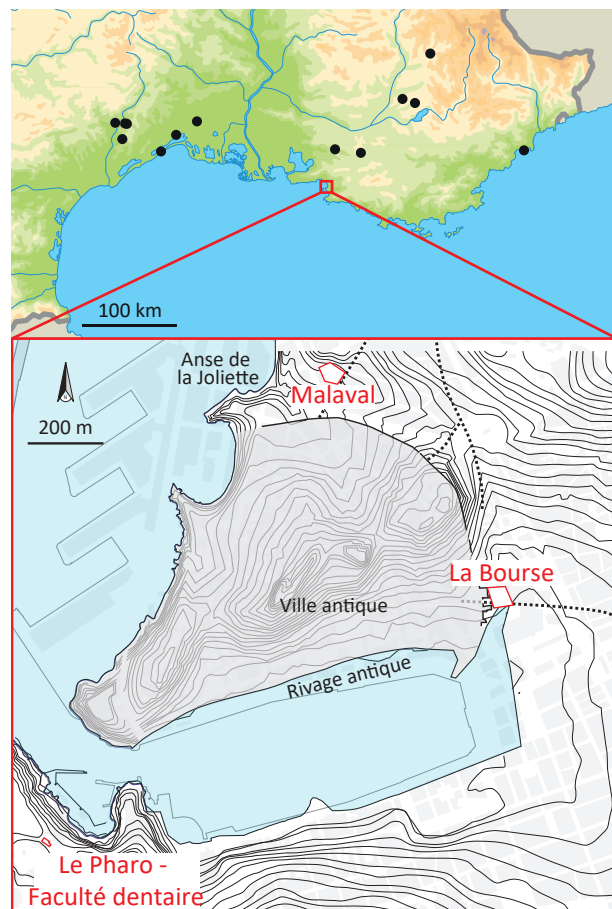 100 km
Anse de
la Joliette
Malaval
200 m
La Bourse
Ville antique
Rivage antique
Le Pharo -
Faculté dentaire